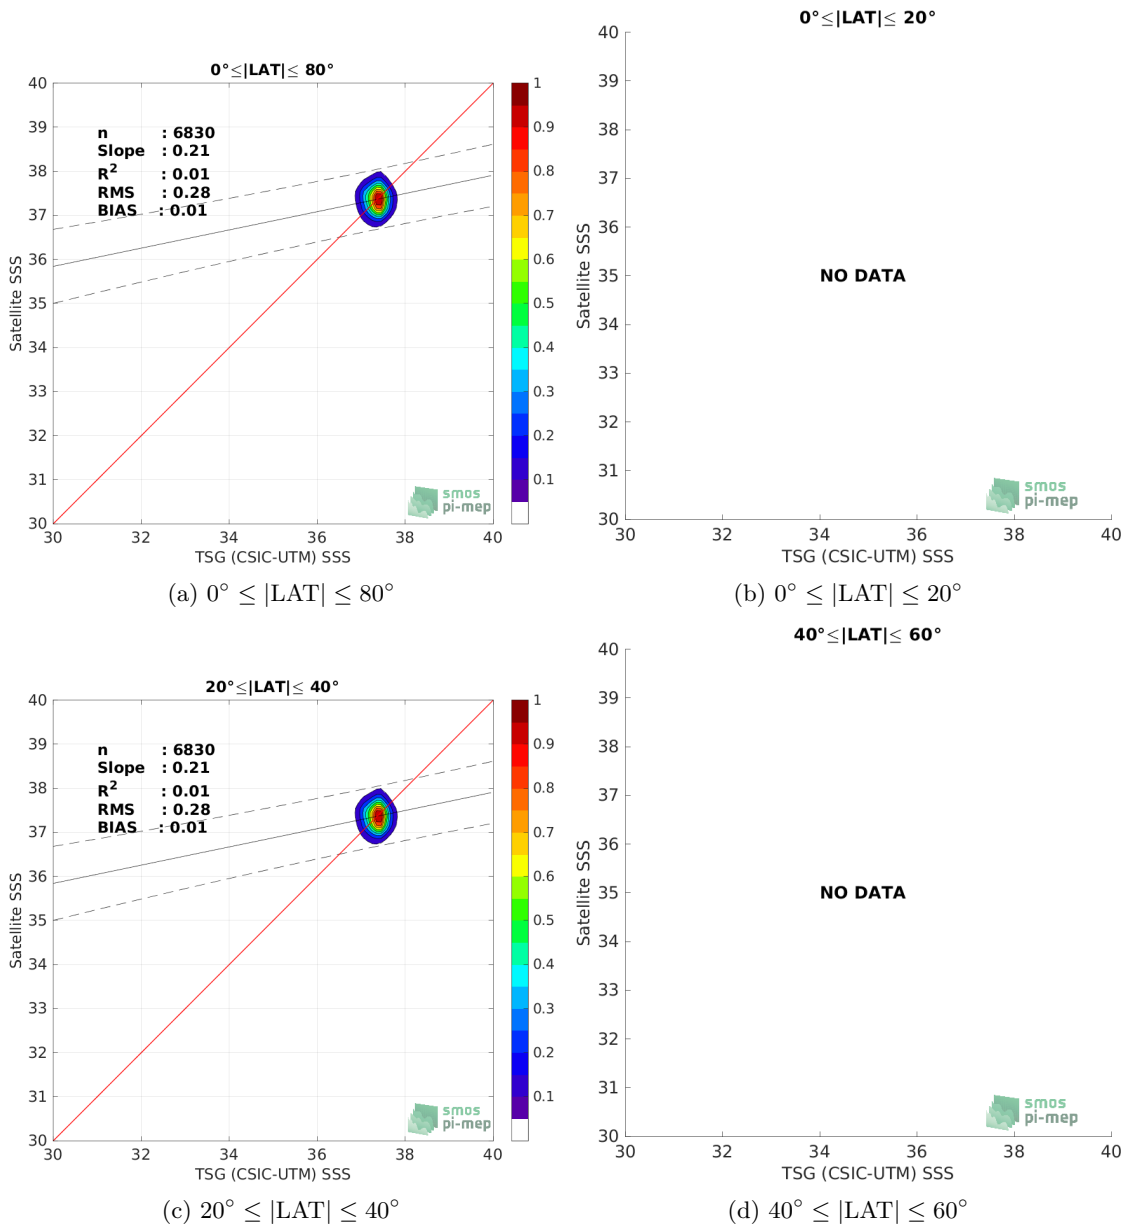 0°≤|LAT|≤ 80°
40
39
38
37
36
35
34
33
32
31
30
n : 6830
Slope : 0.21
R2 : 0.01
RMS : 0.28
BIAS : 0.01
Satellite SSS
30 32 34 36 38 40
TSG (CSIC-UTM) SSS
1
0.9
0.8
0.7
0.6
0.5
0.4
0.3
0.2
0.1
smos
pi-mep
(a) 0° ≤ |LAT| ≤ 80°
0°≤|LAT|≤ 20°
40
39
38
37
36
35
34
33
32
31
30
Satellite SSS
NO DATA
30 32 34 36 38 40
TSG (CSIC-UTM) SSS
smos
pi-mep
(b) 0° ≤ |LAT| ≤ 20°
20°≤|LAT|≤ 40°
40
39
38
37
36
35
34
33
32
31
30
n : 6830
Slope : 0.21
R2 : 0.01
RMS : 0.28
BIAS : 0.01
Satellite SSS
30 32 34 36 38 40
TSG (CSIC-UTM) SSS
1
0.9
0.8
0.7
0.6
0.5
0.4
0.3
0.2
0.1
smos
pi-mep
(c) 20° ≤ |LAT| ≤ 40°
40°≤|LAT|≤ 60°
40
39
38
37
36
35
34
33
32
31
30
Satellite SSS
NO DATA
30 32 34 36 38 40
TSG (CSIC-UTM) SSS
smos
pi-mep
(d) 40° ≤ |LAT| ≤ 60°